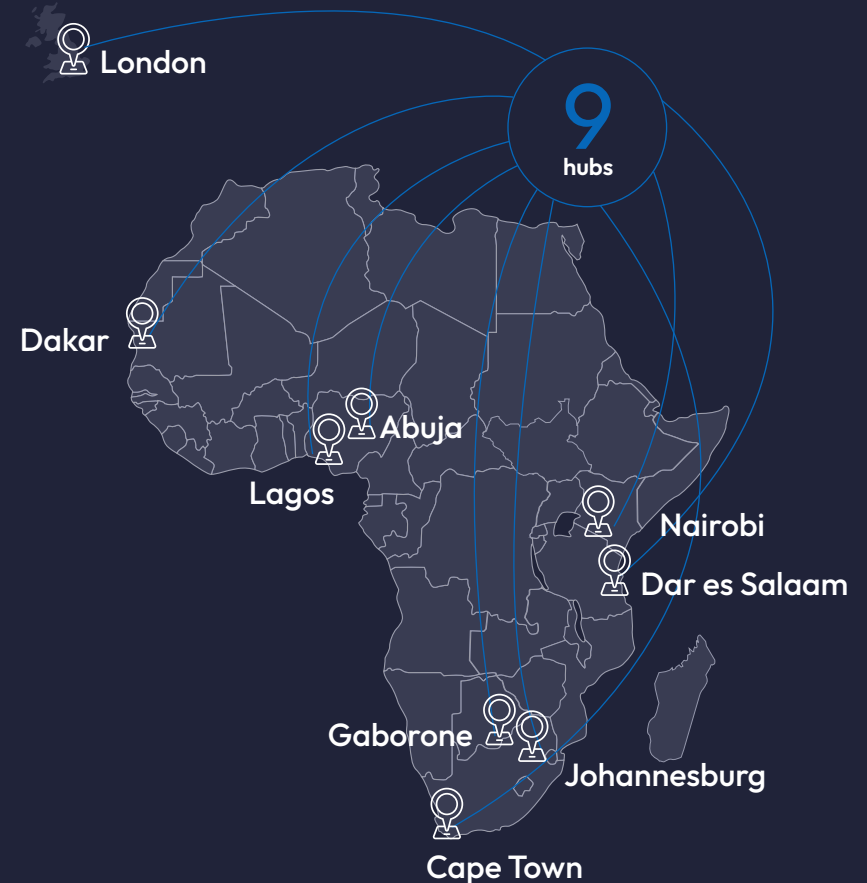 London
9
hubs
Dakar
Abuja
Lagos
Nairobi
Dar es Salaam
Gaborone
Johannesburg
Cape Town